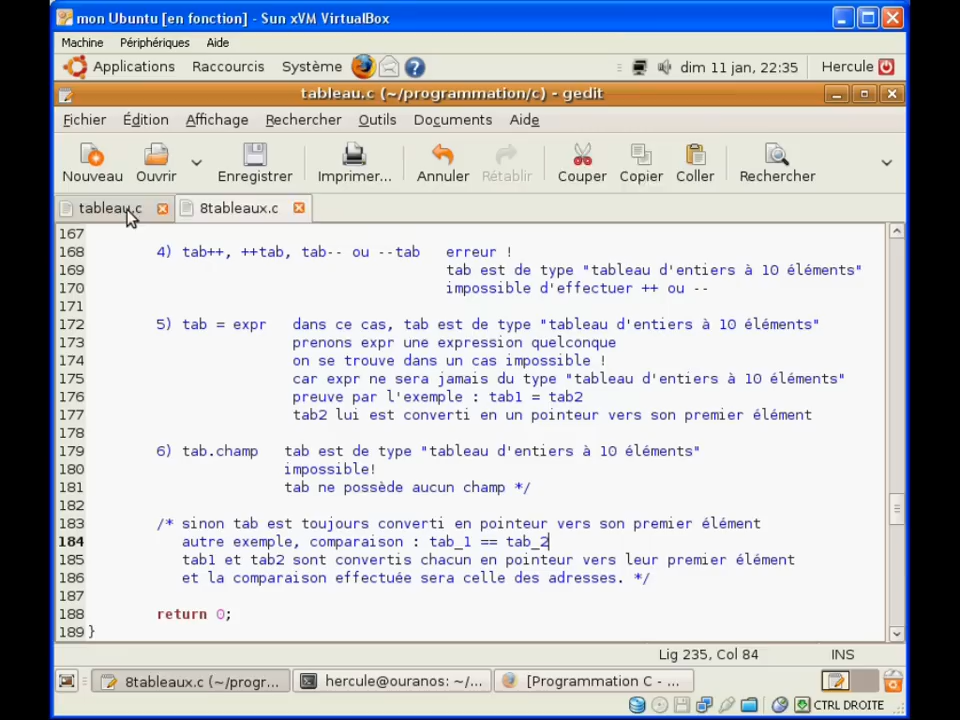 mon Ubuntu [en fonction] - Sun xVM VirtualBox
Machine Périphériques Aide
Applications Raccourcis Système dim 11 jan, 22:35 Hercule
tableau.c (~/programmation/c) - gedit
Fichier Édition Affichage Rechercher Outils Documents Aide
Nouveau Ouvrir Enregistrer Imprimer... Annuler Rétablir Couper Copier Coller Rechercher
tableau.c 8tableaux.c
167
168 4) tab++, ++tab, tab-- ou --tab erreur !
169 tab est de type "tableau d'entiers à 10 éléments"
170 impossible d'effectuer ++ ou --
171
172 5) tab = expr dans ce cas, tab est de type "tableau d'entiers à 10 éléments"
173 prenons expr une expression quelconque
174 on se trouve dans un cas impossible !
175 car expr ne sera jamais du type "tableau d'entiers à 10 éléments"
176 preuve par l'exemple : tab1 = tab2
177 tab2 lui est converti en un pointeur vers son premier élément
178
179 6) tab.champ tab est de type "tableau d'entiers à 10 éléments"
180 impossible!
181 tab ne possède aucun champ */
182
183 /* sinon tab est toujours converti en pointeur vers son premier élément
184 autre exemple, comparaison : tab_1 == tab_2
185 tab1 et tab2 sont convertis chacun en pointeur vers leur premier élément
186 et la comparaison effectuée sera celle des adresses. */
187
188 return 0;
189 }
Lig 235, Col 84 INS
8tableaux.c (~/progr... hercule@ouranos: ~/... [Programmation C - ...
CTRL DROITE